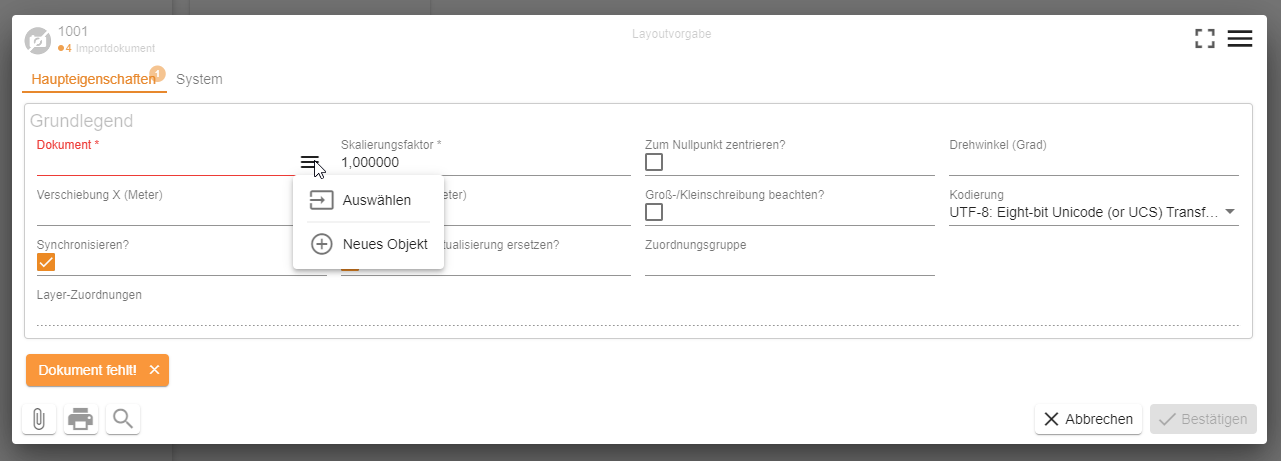 1001
4 Importdokument
Layoutvorgabe
Haupteigenschaften 1
System
Grundlegend
Dokument *
Skalierungsfaktor *
1,000000
Zum Nullpunkt zentrieren?
Drehwinkel (Grad)
Verschiebung X (Meter)
eter)
Groß-/Kleinschreibung beachten?
Kodierung
UTF-8: Eight-bit Unicode (or UCS) Transf...
Auswählen
Neues Objekt
Synchronisieren?
tualisierung ersetzen?
Zuordnungsgruppe
Layer-Zuordnungen
Dokument fehlt!
Abbrechen
Bestätigen